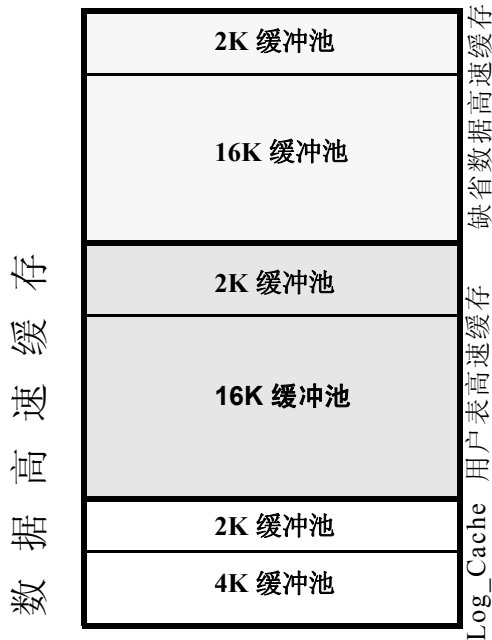 数据高速缓存
2K 缓冲池
16K 缓冲池
缺省数据高速缓存
2K 缓冲池
16K 缓冲池
用户表高速缓存
2K 缓冲池
4K 缓冲池
Log_Cache